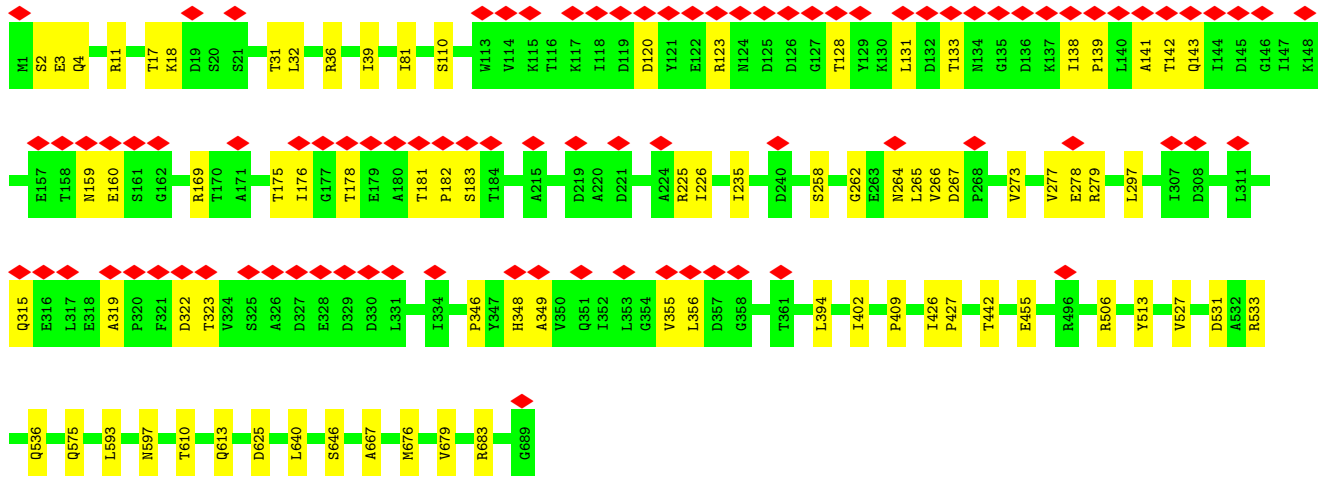 M1 S2 E3 Q4 R11 T17 K18 D19 S20 S21 T31 L32 R36 I39 I81 S110 W113 V114 K115 T116 K117 I118 D119 D120 Y121 E122 R123 N124 D125 D126 G127 T128 Y129 K130 L131 D132 T133 N134 G135 D136 K137 I138 P139 L140 A141 T142 Q143 I144 D145 G146 I147 K148
E157 T158 N159 E160 S161 G162 R169 T170 A171 T175 I176 G177 T178 E179 A180 T181 P182 S183 T184 A215 D219 A220 D221 A224 R225 I226 I235 D240 S258 G262 E263 N264 L265 V266 D267 P268 V273 V277 E278 R279 L297 I307 D308 L311
Q315 E316 L317 E318 A319 P320 F321 D322 T323 V324 S325 A326 D327 E328 D329 D330 L331 I334 P346 Y347 H348 A349 V350 Q351 I352 L353 G354 V355 L356 D357 G358 T361 L394 I402 P409 I426 P427 T442 E455 R496 R506 Y513 V527 D531 A532 R533
Q536 Q575 L593 N597 T610 Q613 D625 L640 S646 A667 M676 V679 R683 G689